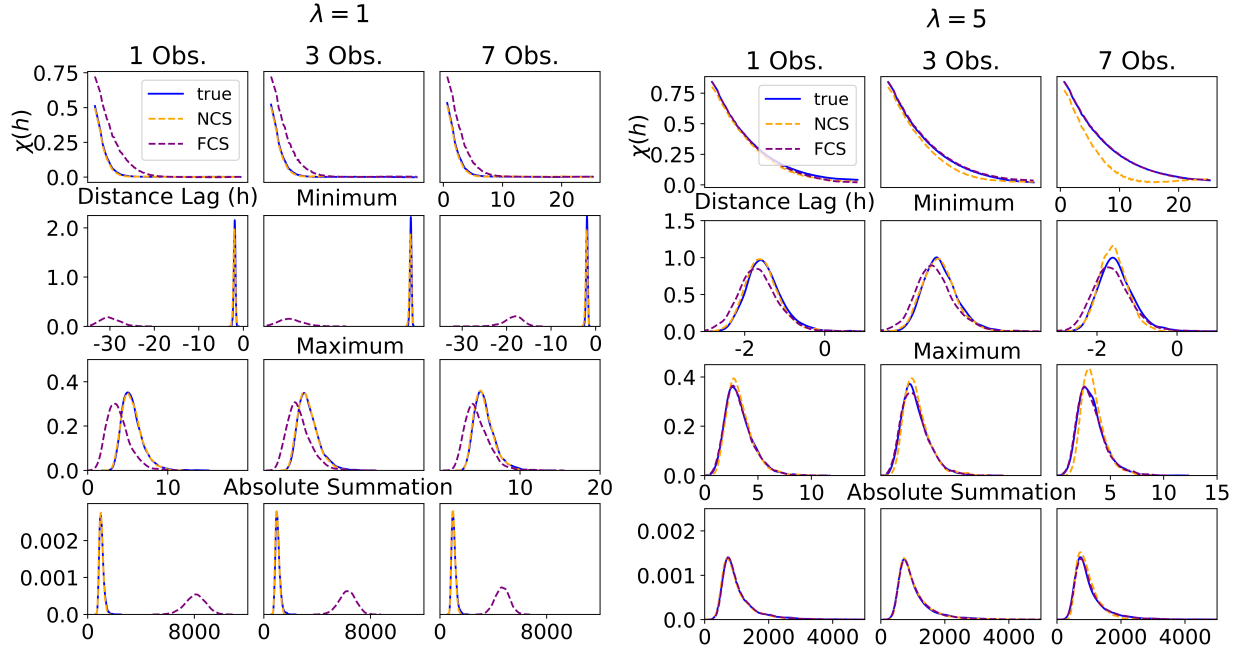 λ = 1
1 Obs. 3 Obs. 7 Obs.
χ(h)
0.75
0.50
0.25
0.00
true
NCS
FCS
0 10 20
Distance Lag (h) Minimum
2.0
1.0
0.0
-30 -20 -10 0 -30 -20 -10 0
Maximum
0.4
0.2
0.0
0 10 10 20
Absolute Summation
0.002
0.001
0.000
0 8000 0 8000 0 8000
λ = 5
1 Obs. 3 Obs. 7 Obs.
χ(h)
0.75
0.50
0.25
0.00
true
NCS
FCS
0 10 20
Distance Lag (h) Minimum
1.5
1.0
0.5
0.0
-2 0 -2 0
Maximum
0.4
0.2
0.0
0 5 5 10 15
Absolute Summation
0.002
0.001
0.000
0 2000 4000 0 2000 4000 0 2000 4000